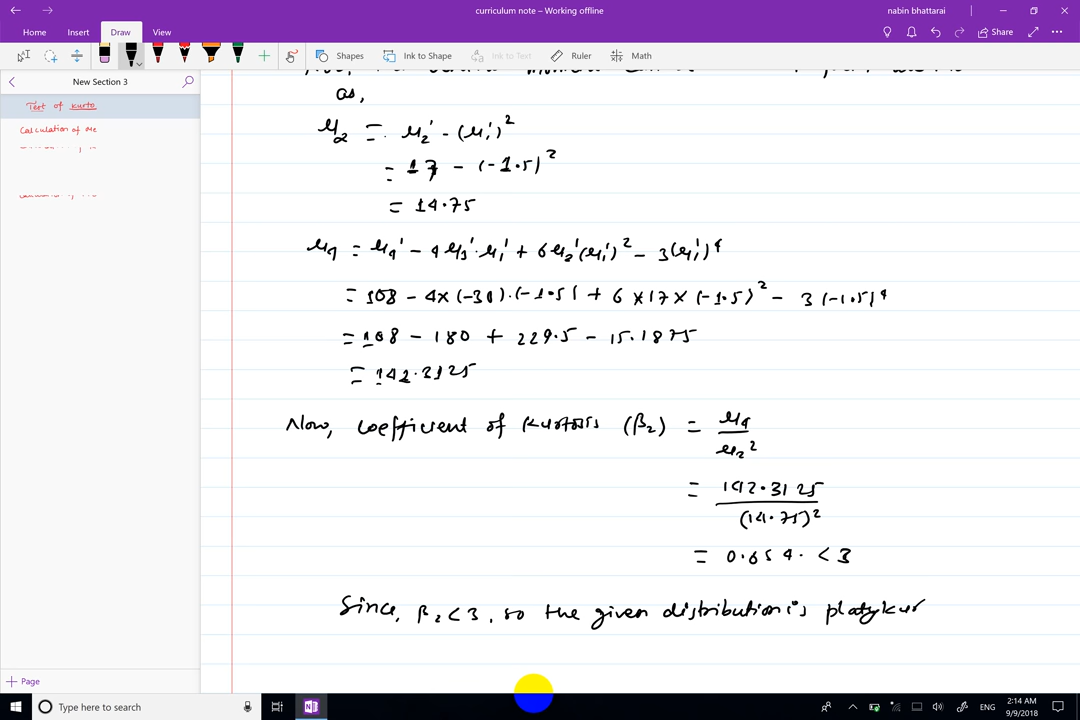 curriculum note – Working offline
nabin bhattarai
Home Insert Draw View
Share
Shapes Ink to Shape Ink to Text Ruler Math
New Section 3
Test of Kurto
Calculation of Me
as,
μ₂ = μ₂' - (μ₁')²
= 17 - (-1.5)²
= 14.75
μ₄ = μ₄' - 4μ₃'·μ₁' + 6μ₂'(μ₁')² - 3(μ₁')⁴
= 108 - 4×(-30)·(-1.5) + 6×17×(-1.5)² - 3(-1.5)⁴
= 108 - 180 + 229.5 - 15.1875
= 142.3125
Now, coefficient of Kurtosis (β₂) = μ₄/μ₂²
= 142.3125/(14.75)²
= 0.654. < 3
Since, β₂<3, so the given distribution is platykur
Page
Type here to search
ENG
2:14 AM
9/9/2018